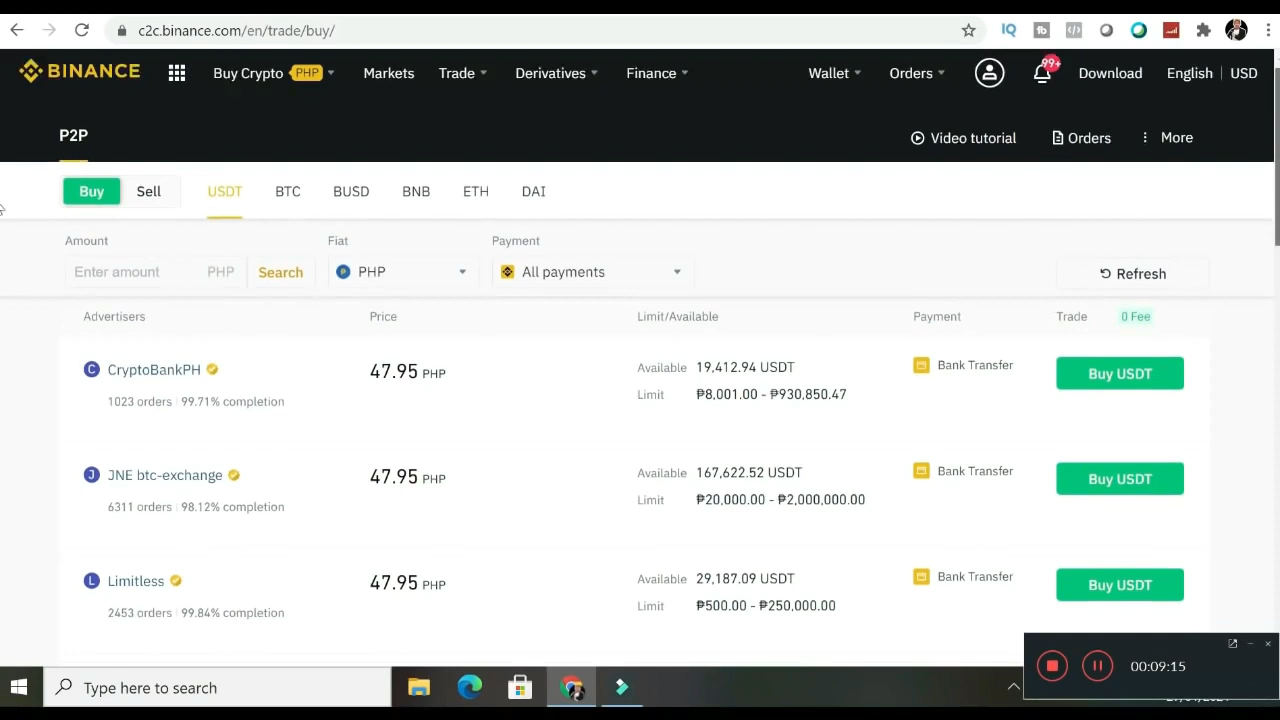 c2c.binance.com/en/trade/buy/
BINANCE Buy Crypto PHP Markets Trade Derivatives Finance Wallet Orders 99+ Download English USD
P2P Video tutorial Orders More
Buy Sell USDT BTC BUSD BNB ETH DAI
Amount Fiat Payment
Enter amount PHP Search PHP All payments Refresh
Advertisers Price Limit/Available Payment Trade 0 Fee
C CryptoBankPH 47.95 PHP Available 19,412.94 USDT Bank Transfer Buy USDT
1023 orders 99.71% completion Limit ₱8,001.00 - ₱930,850.47
J JNE btc-exchange 47.95 PHP Available 167,622.52 USDT Bank Transfer Buy USDT
6311 orders 98.12% completion Limit ₱20,000.00 - ₱2,000,000.00
L Limitless 47.95 PHP Available 29,187.09 USDT Bank Transfer Buy USDT
2453 orders 99.84% completion Limit ₱500.00 - ₱250,000.00
00:09:15
Type here to search